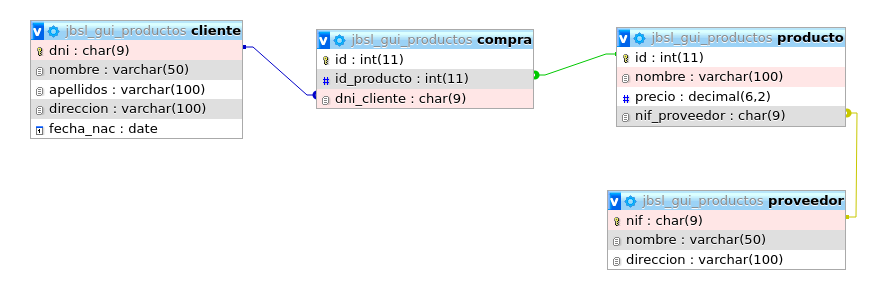 v jbsl_gui_productos cliente
dni : char(9)
nombre : varchar(50)
apellidos : varchar(100)
direccion : varchar(100)
fecha_nac : date
v jbsl_gui_productos compra
id : int(11)
# id_producto : int(11)
dni_cliente : char(9)
v jbsl_gui_productos producto
id : int(11)
nombre : varchar(100)
# precio : decimal(6,2)
nif_proveedor : char(9)
v jbsl_gui_productos proveedor
nif : char(9)
nombre : varchar(50)
direccion : varchar(100)